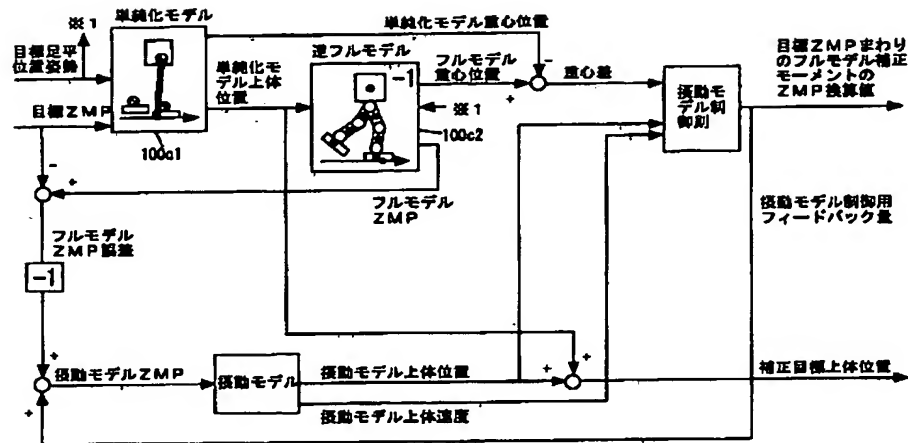 ※1
単純化モデル
単純化モデル重心位置
目標足平
位置姿勢
目標ZMP
100a1
単純化モ
デル上体
位置
逆フルモデル
-1
※1
100c2
フルモデル
重心位置
-
+
重心差
摂動モ
デル制
御則
目標ZMPまわり
のフルモデル補正
モーメントの
ZMP換算値
-
+
フルモデル
ZMP
フルモデル
ZMP誤差
-1
摂動モデル制御用
フィードバック量
+
+
摂動モデルZMP
摂動モデル
摂動モデル上体位置
摂動モデル上体速度
+
+
補正目標上体位置